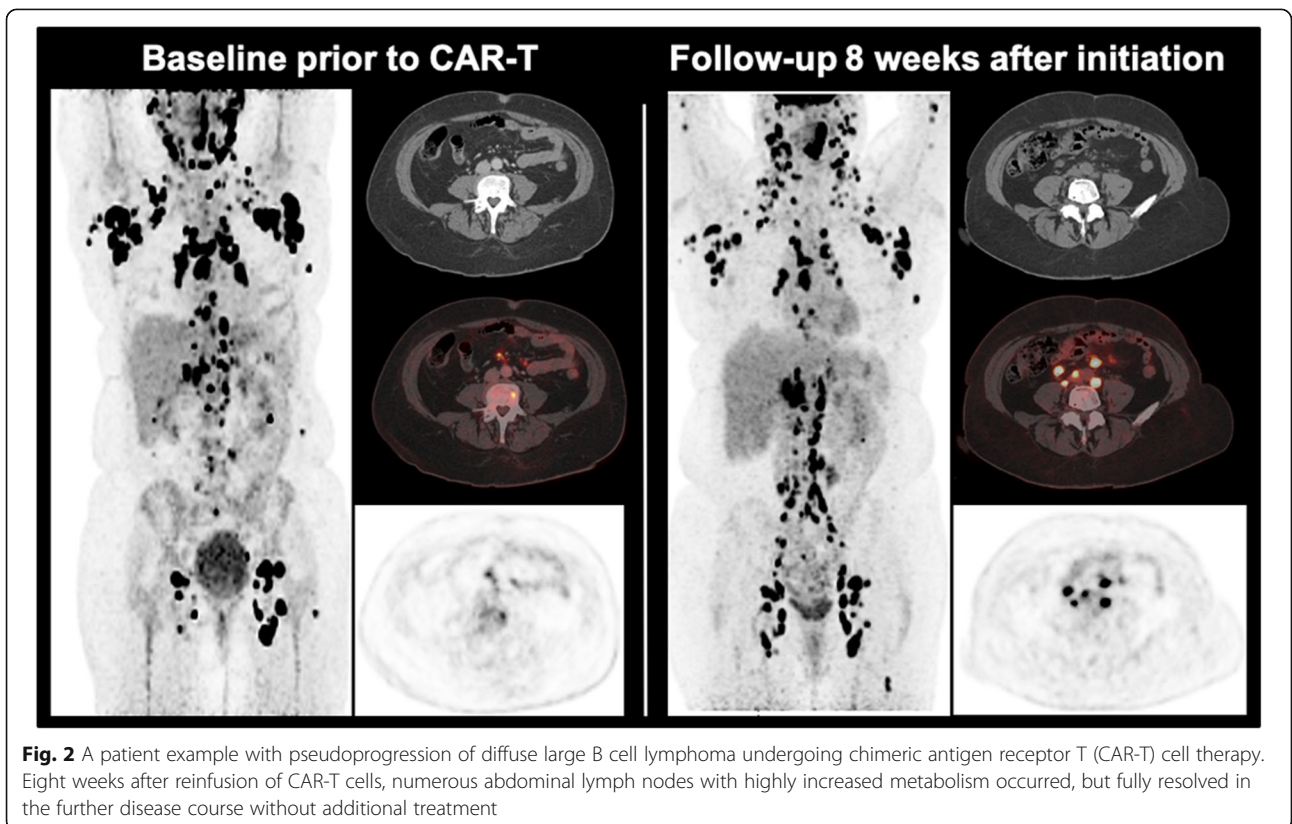 Baseline prior to CAR-T
Follow-up 8 weeks after initiation
Fig. 2 A patient example with pseudoprogression of diffuse large B cell lymphoma undergoing chimeric antigen receptor T (CAR-T) cell therapy.
Eight weeks after reinfusion of CAR-T cells, numerous abdominal lymph nodes with highly increased metabolism occurred, but fully resolved in
the further disease course without additional treatment